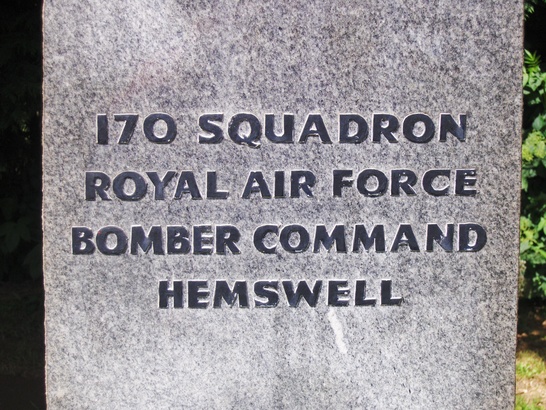 170 SQUADRON
ROYAL AIR FORCE
BOMBER COMMAND
HEMSWELL